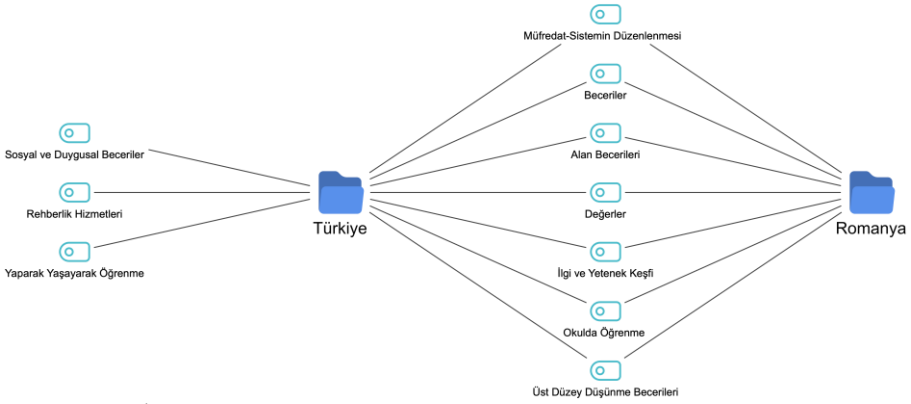 Müfredat-Sistemin Düzenlenmesi
Beceriler
Sosyal ve Duygusal Beceriler
Alan Becerileri
Rehberlik Hizmetleri
Değerler
Türkiye
Romanya
Yaparak Yaşayarak Öğrenme
İlgi ve Yetenek Keşfi
Okulda Öğrenme
Üst Düzey Düşünme Becerileri